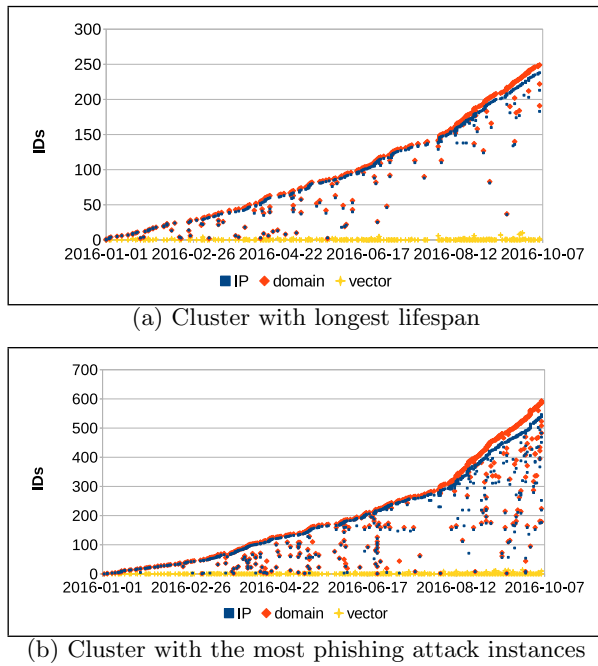 300
250
200
150
100
50
0
IDs
2016-01-01 2016-02-26 2016-04-22 2016-06-17 2016-08-12 2016-10-07
IP domain vector
(a) Cluster with longest lifespan
700
600
500
400
300
200
100
0
IDs
2016-01-01 2016-02-26 2016-04-22 2016-06-17 2016-08-12 2016-10-07
IP domain vector
(b) Cluster with the most phishing attack instances